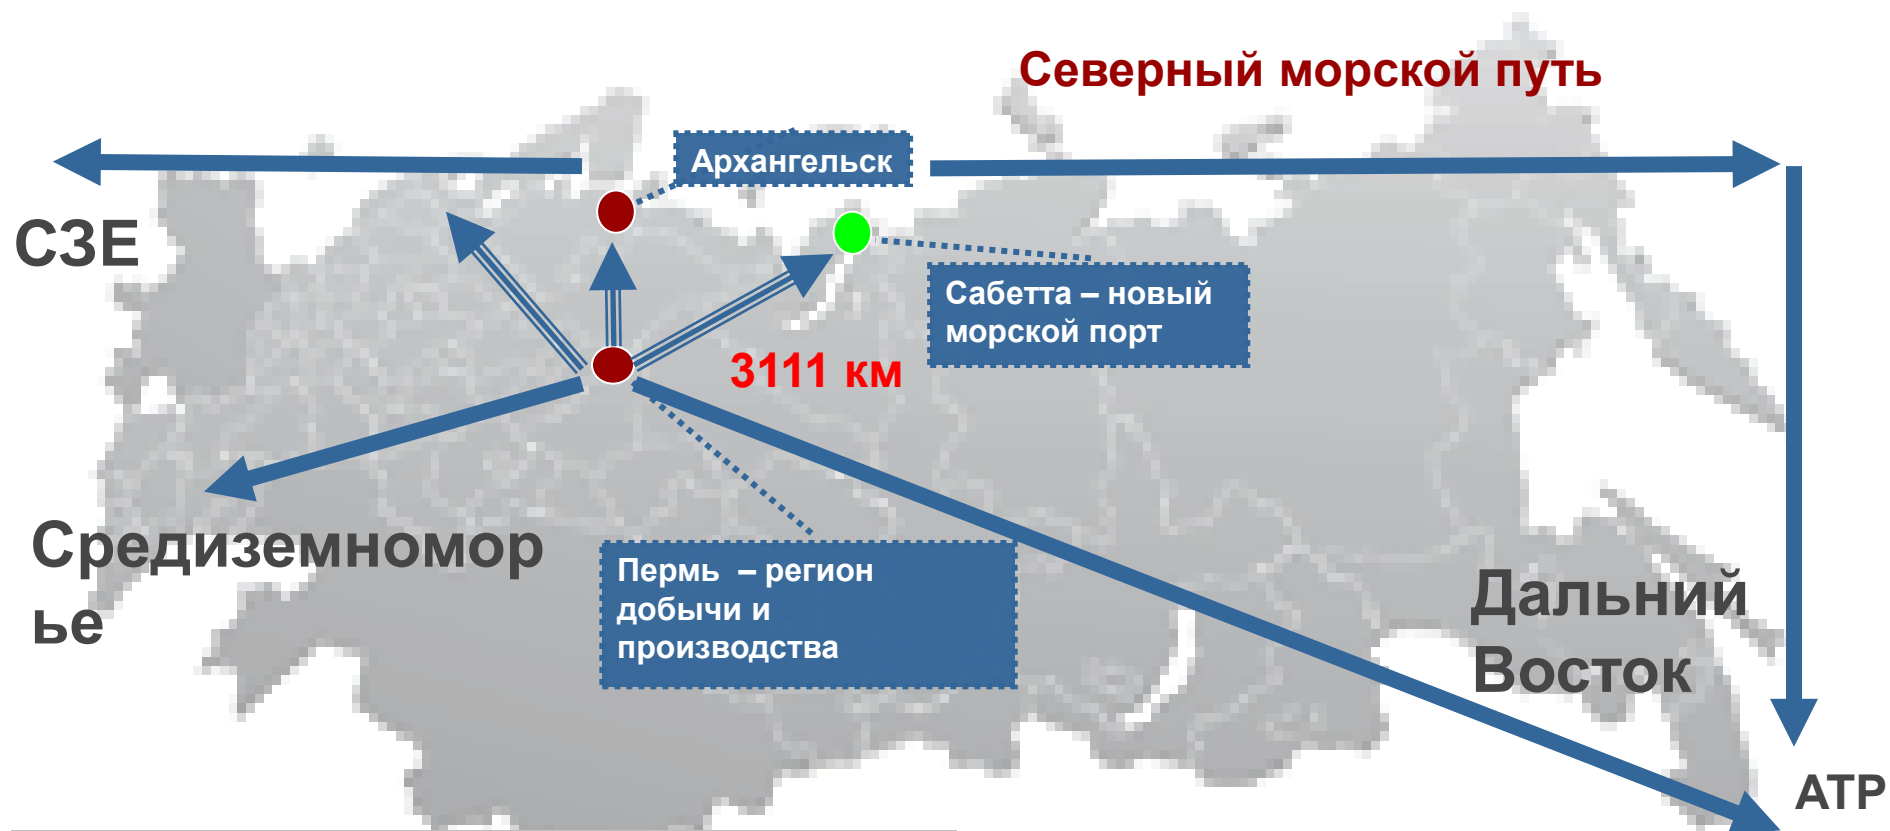 Северный морской путь
Архангельск
СЗЕ
Сабетта – новый
морской порт
3111 км
Средиземномор
ье
Пермь – регион
добычи и
производства
Дальний
Восток
АТР